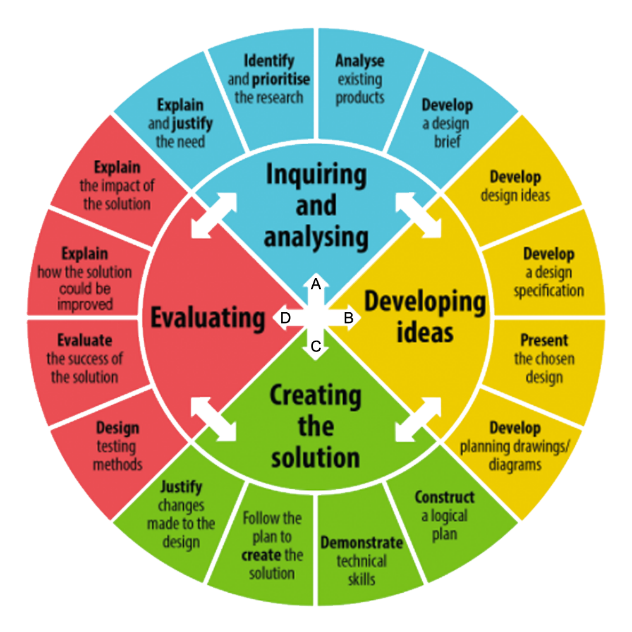 Inquiring
and
analysing
A
Explain
and justify
the need
Identify
and prioritise
the research
Analyse
existing
products
Develop
a design
brief
Developing
ideas
B
Develop
design ideas
Develop
a design
specification
Present
the chosen
design
Develop
planning drawings/
diagrams
Creating
the
solution
C
Construct
a logical
plan
Demonstrate
technical
skills
Follow the
plan to
create the
solution
Justify
changes
made to the
design
Evaluating
D
Design
testing
methods
Evaluate
the success of
the solution
Explain
how the solution
could be
improved
Explain
the impact of
the solution